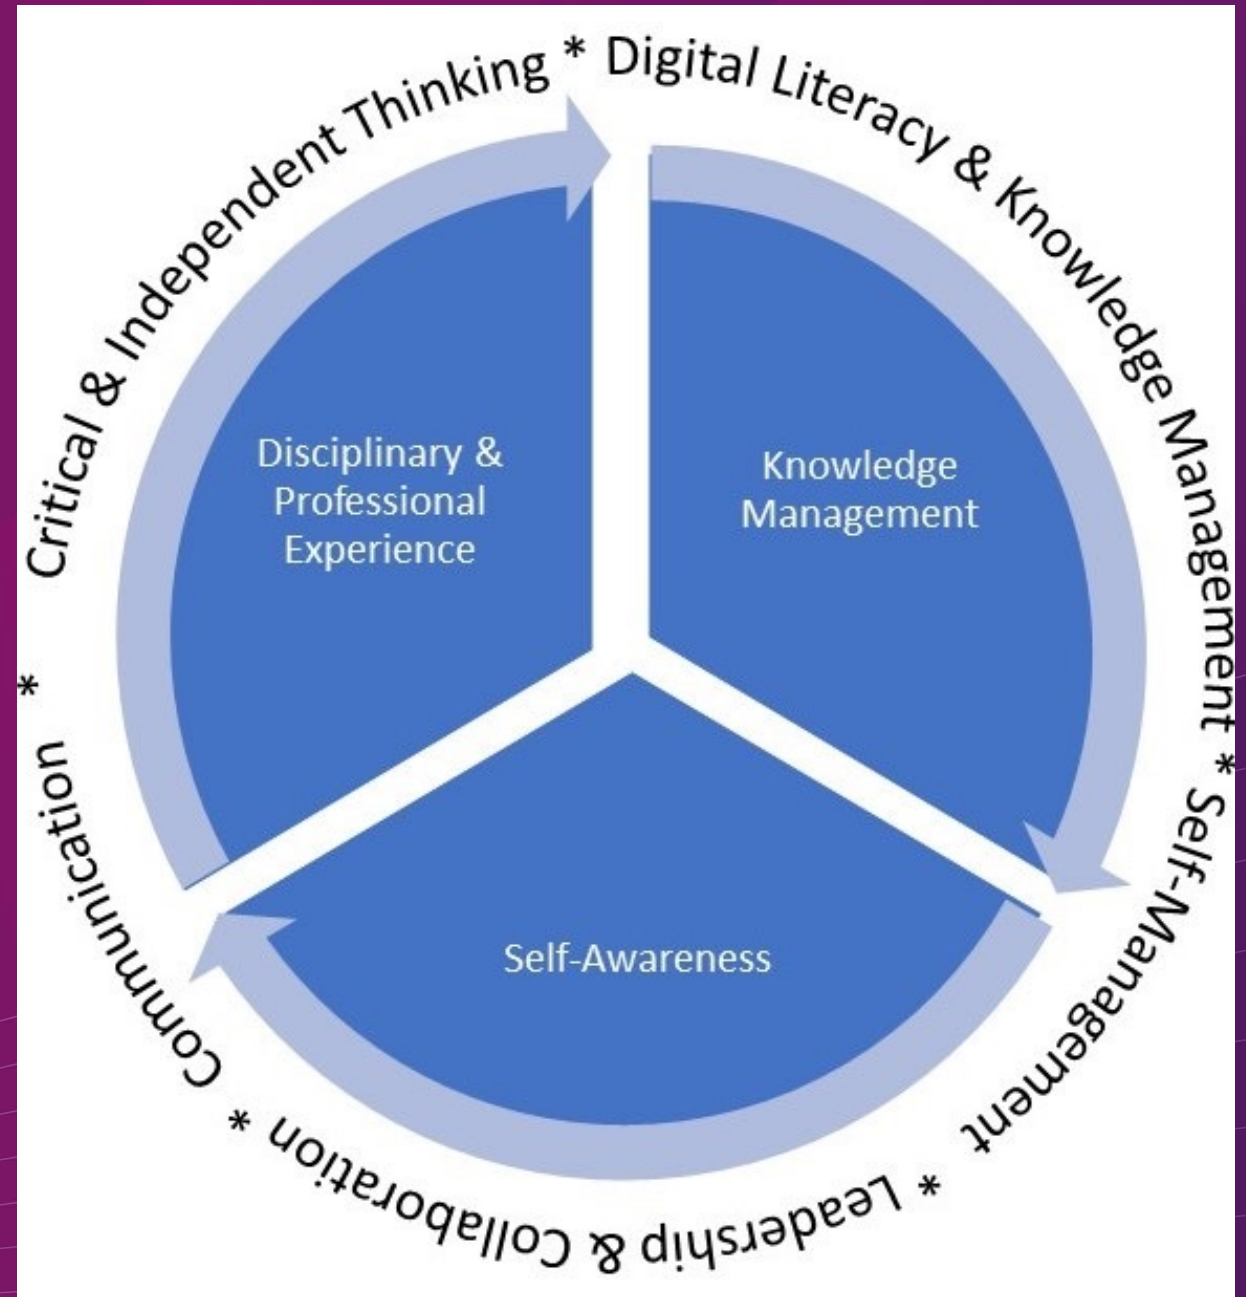 Critical & Independent Thinking * Digital Literacy & Knowledge Management * Self-Management * Leadership & Collaboration * Communication *
Disciplinary &
Professional
Experience
Knowledge
Management
Self-Awareness